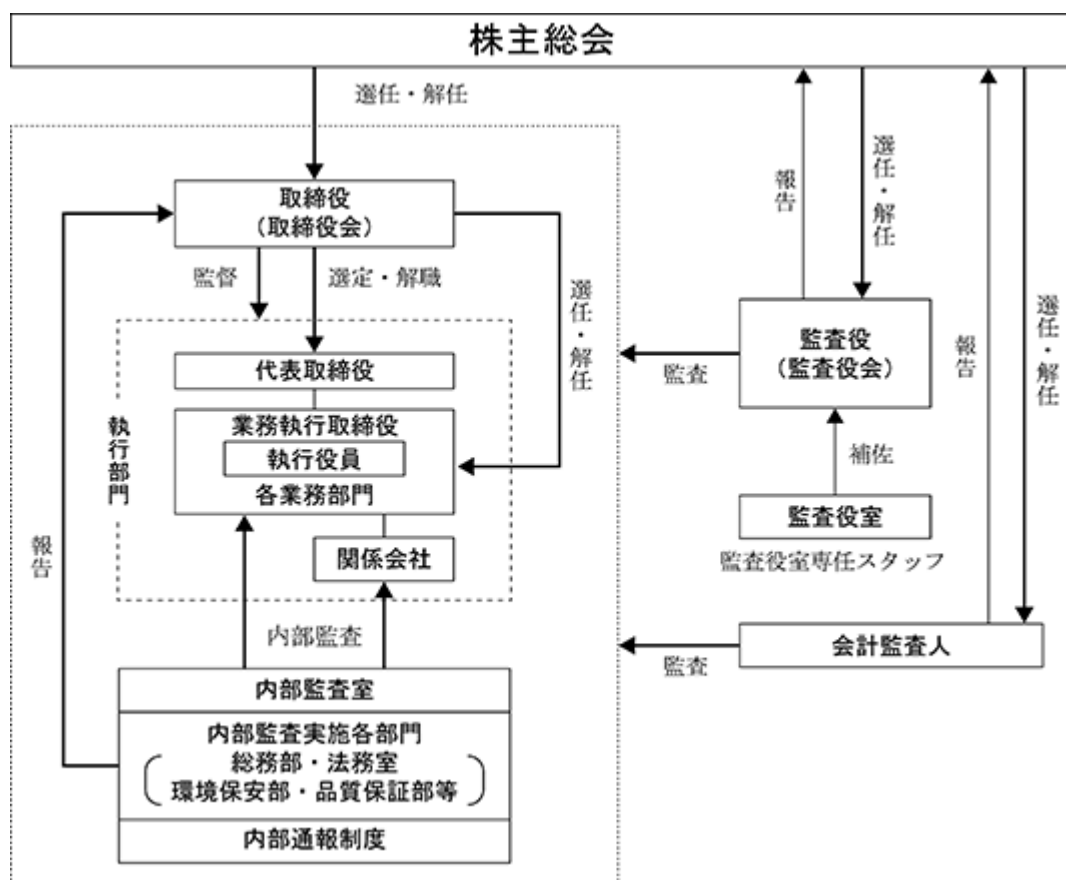 株主総会
選任・解任
取締役
（取締役会）
監督
選定・解職
選任・解任
代表取締役
業務執行取締役
執行役員
各業務部門
関係会社
執行部門
報告
内部監査
内部監査室
内部監査実施各部門
総務部・法務室
環境保安部・品質保証部等
内部通報制度
報告
選任・解任
監査役
（監査役会）
監査
補佐
監査役室
監査役室専任スタッフ
報告
選任・解任
会計監査人
監査